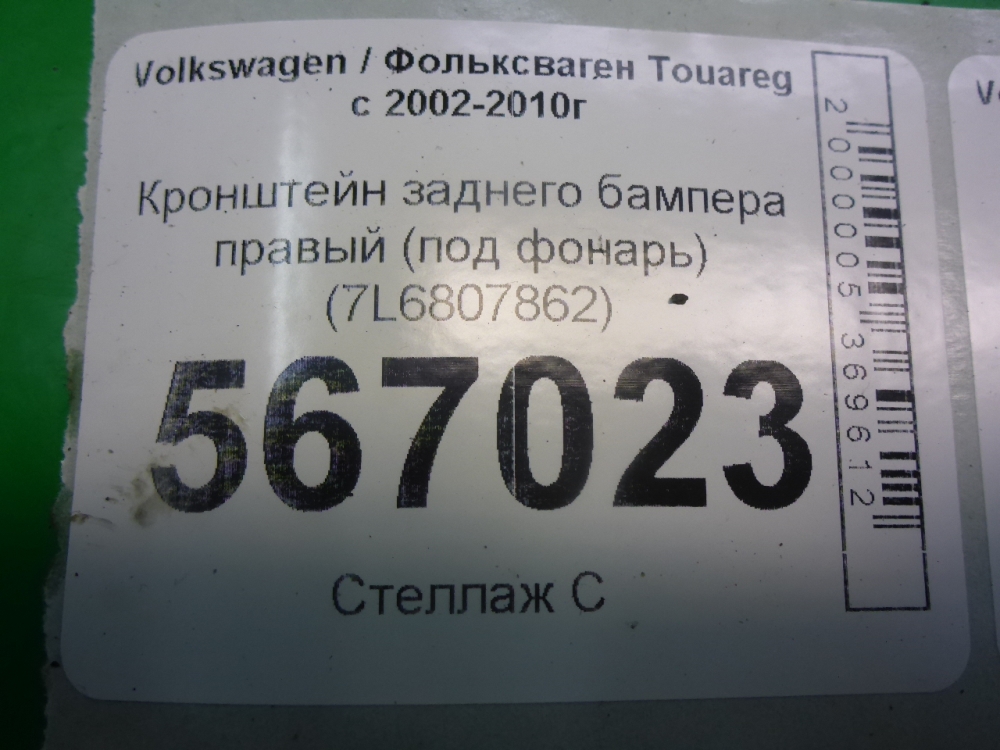 Volkswagen / Фольксваген Touareg
с 2002-2010г
Кронштейн заднего бампера
правый (под фонарь)
(7L6807862)
567023
Стеллаж С
2000005369612